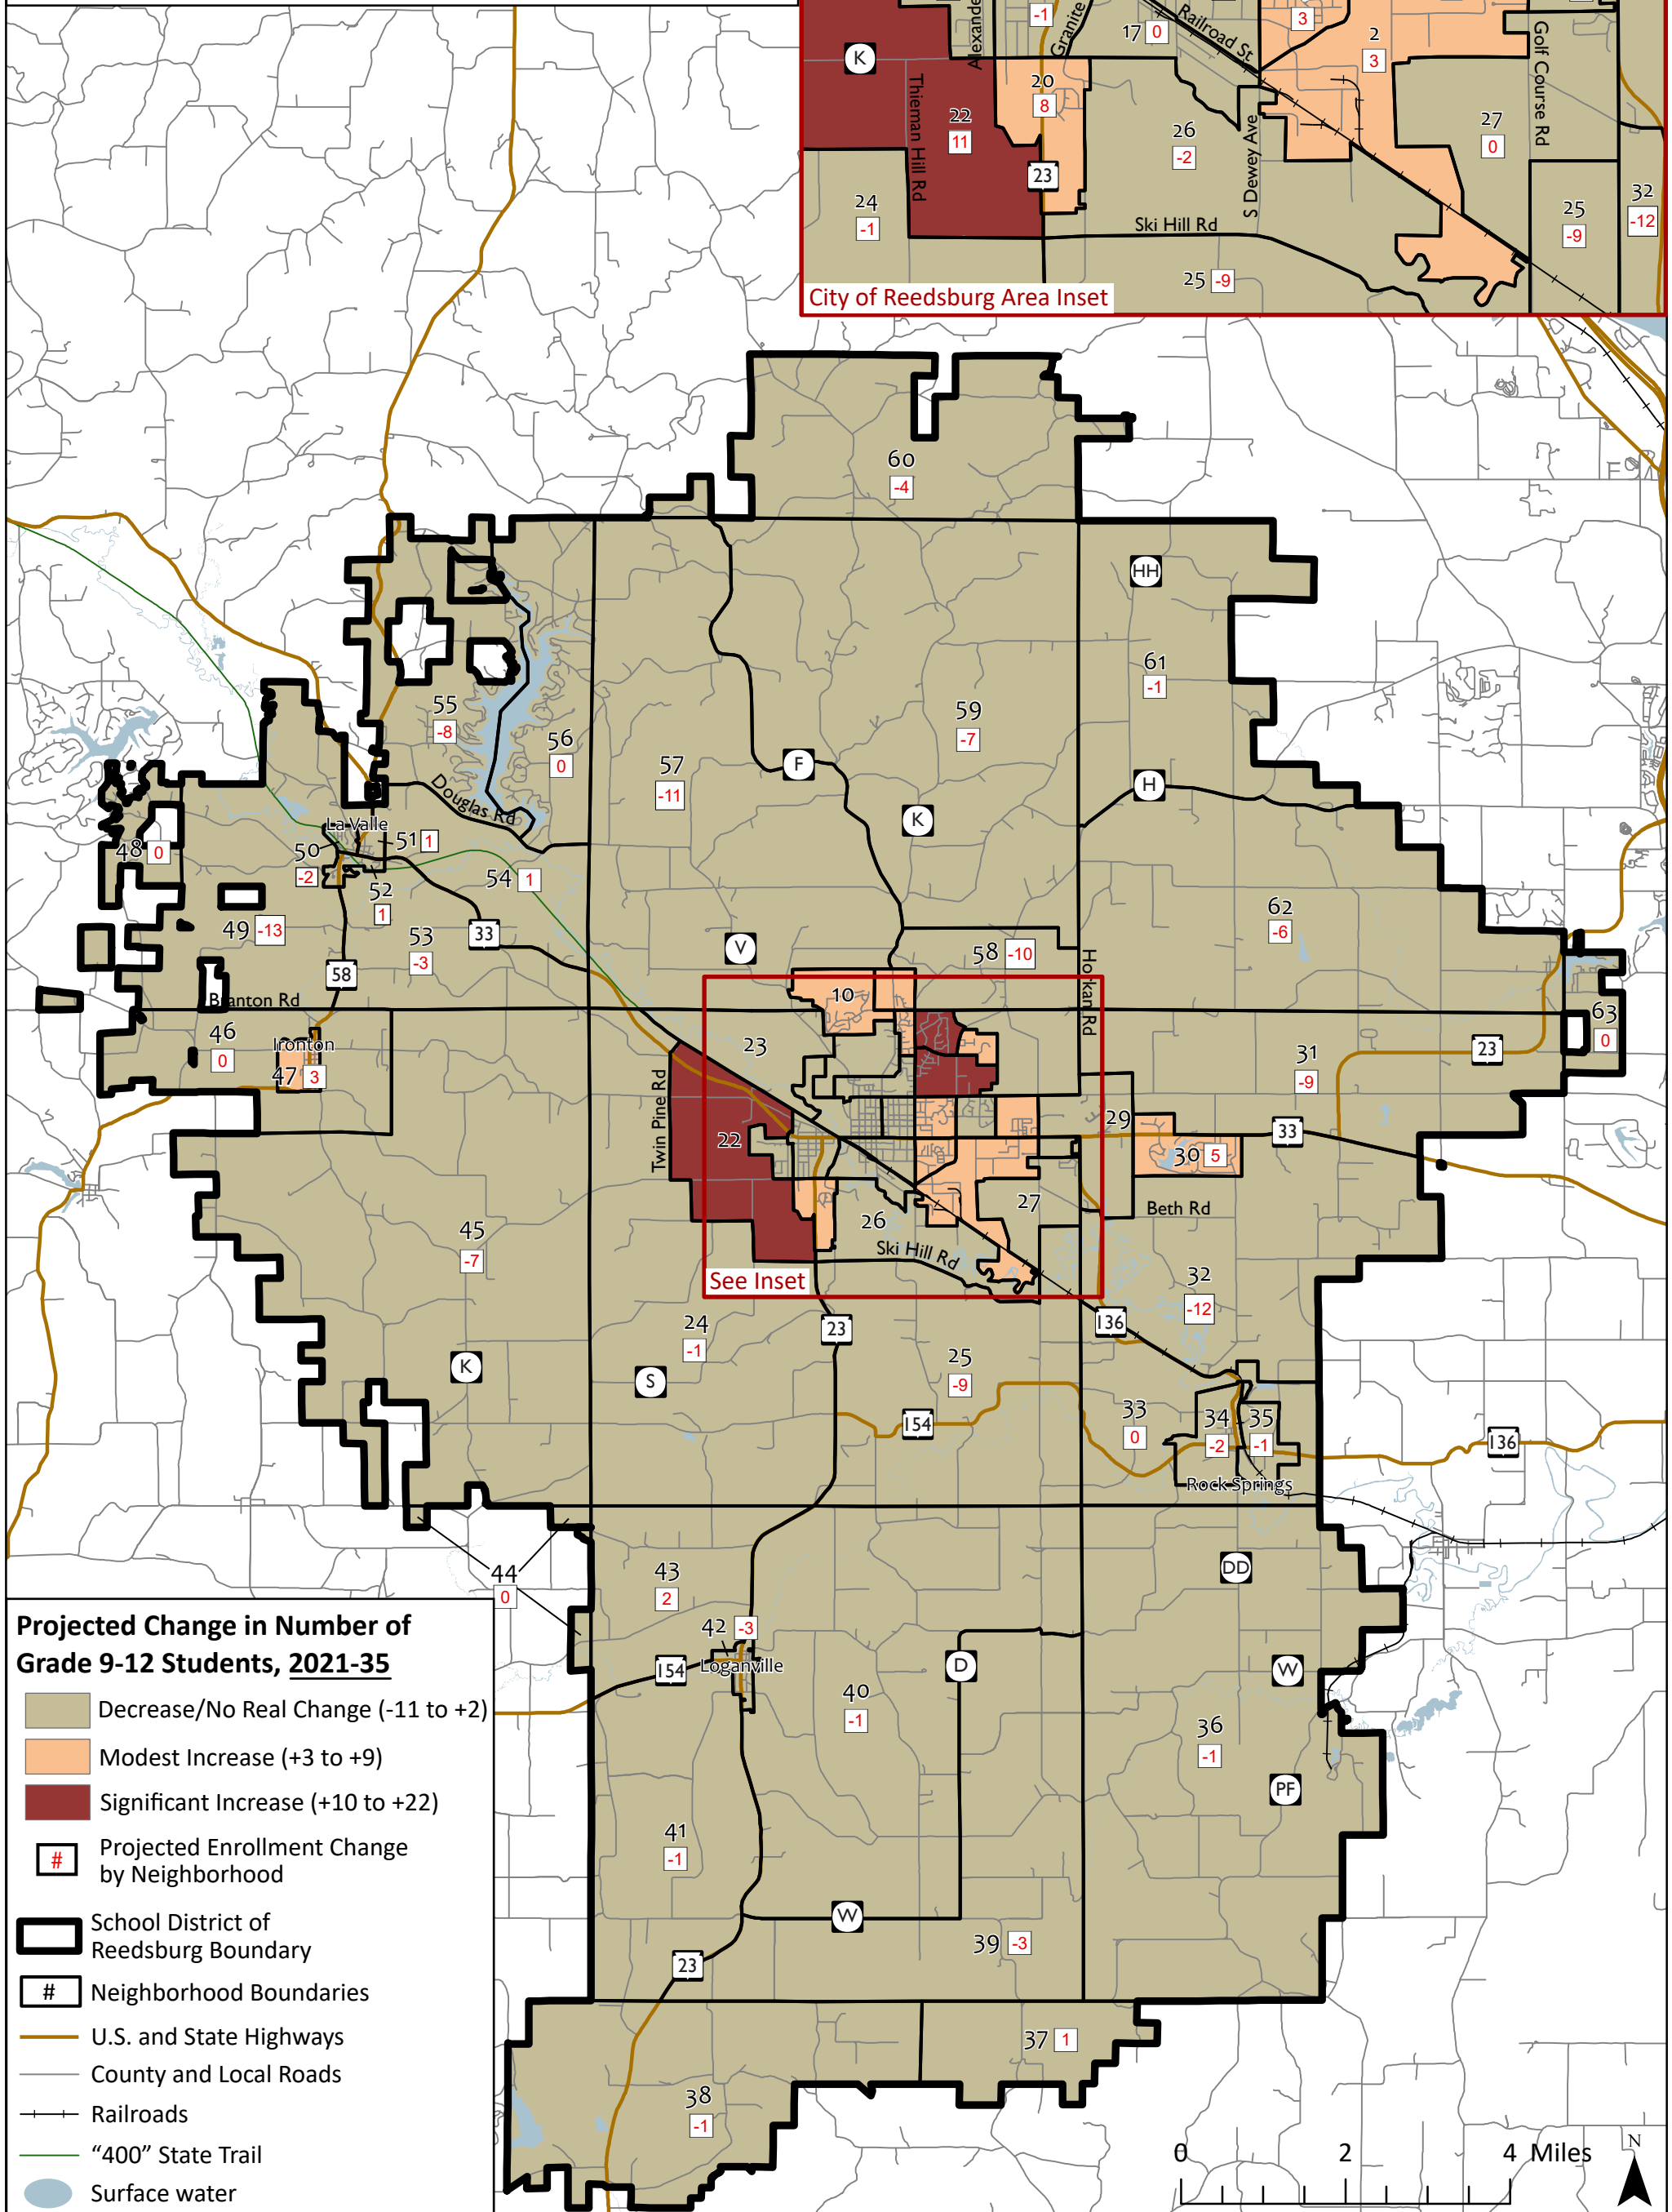 Alexande
-1
Granite
17 0
Railroad St
3
2
3
Golf Course Rd
K
Thieman Hill Rd
22
11
20
8
26
-2
27
0
S Dewey Ave
23
24
-1
Ski Hill Rd
25
-9
32
-12
25 -9
City of Reedsburg Area Inset
60
-4
HH
61
-1
55
-8
56
0
59
-7
57
-11
F
H
K
Douglas Rd
La Valle
48 0
50
-2
51 1
52
1
54 1
49 -13
53
-3
33
62
-6
58
V
58 -10
Horkan Rd
Branton Rd
10
46
0
Ironton
47 3
23
63
0
23
31
-9
Twin Pine Rd
22
29
33
30 5
45
-7
26
27
Beth Rd
Ski Hill Rd
See Inset
32
-12
24
-1
23
136
K
S
25
-9
154
33
0
34
-2
35
-1
136
Rock Springs
44
0
43
2
DD
42
-3
154
Loganville
D
W
40
-1
36
-1
PF
41
-1
W
39 -3
23
37 1
38
-1
Projected Change in Number of
Grade 9-12 Students, 2021-35
Decrease/No Real Change (-11 to +2)
Modest Increase (+3 to +9)
Significant Increase (+10 to +22)
# Projected Enrollment Change
by Neighborhood
School District of
Reedsburg Boundary
# Neighborhood Boundaries
U.S. and State Highways
County and Local Roads
Railroads
“400” State Trail
Surface water
0 2 4 Miles
N